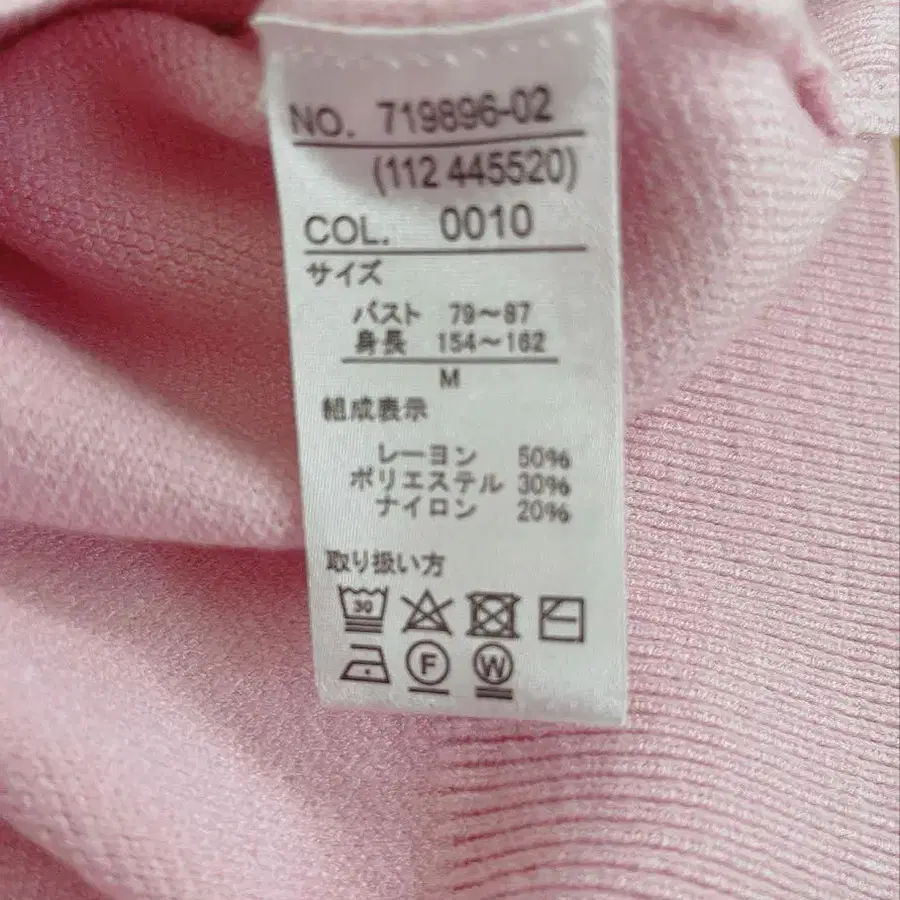 NO. 719896-02
(112 445520)
COL. 0010
サイズ
バスト 79〜87
身長 154〜162
M
組成表示
レーヨン 50%
ポリエステル 30%
ナイロン 20%
取り扱い方
30
F W